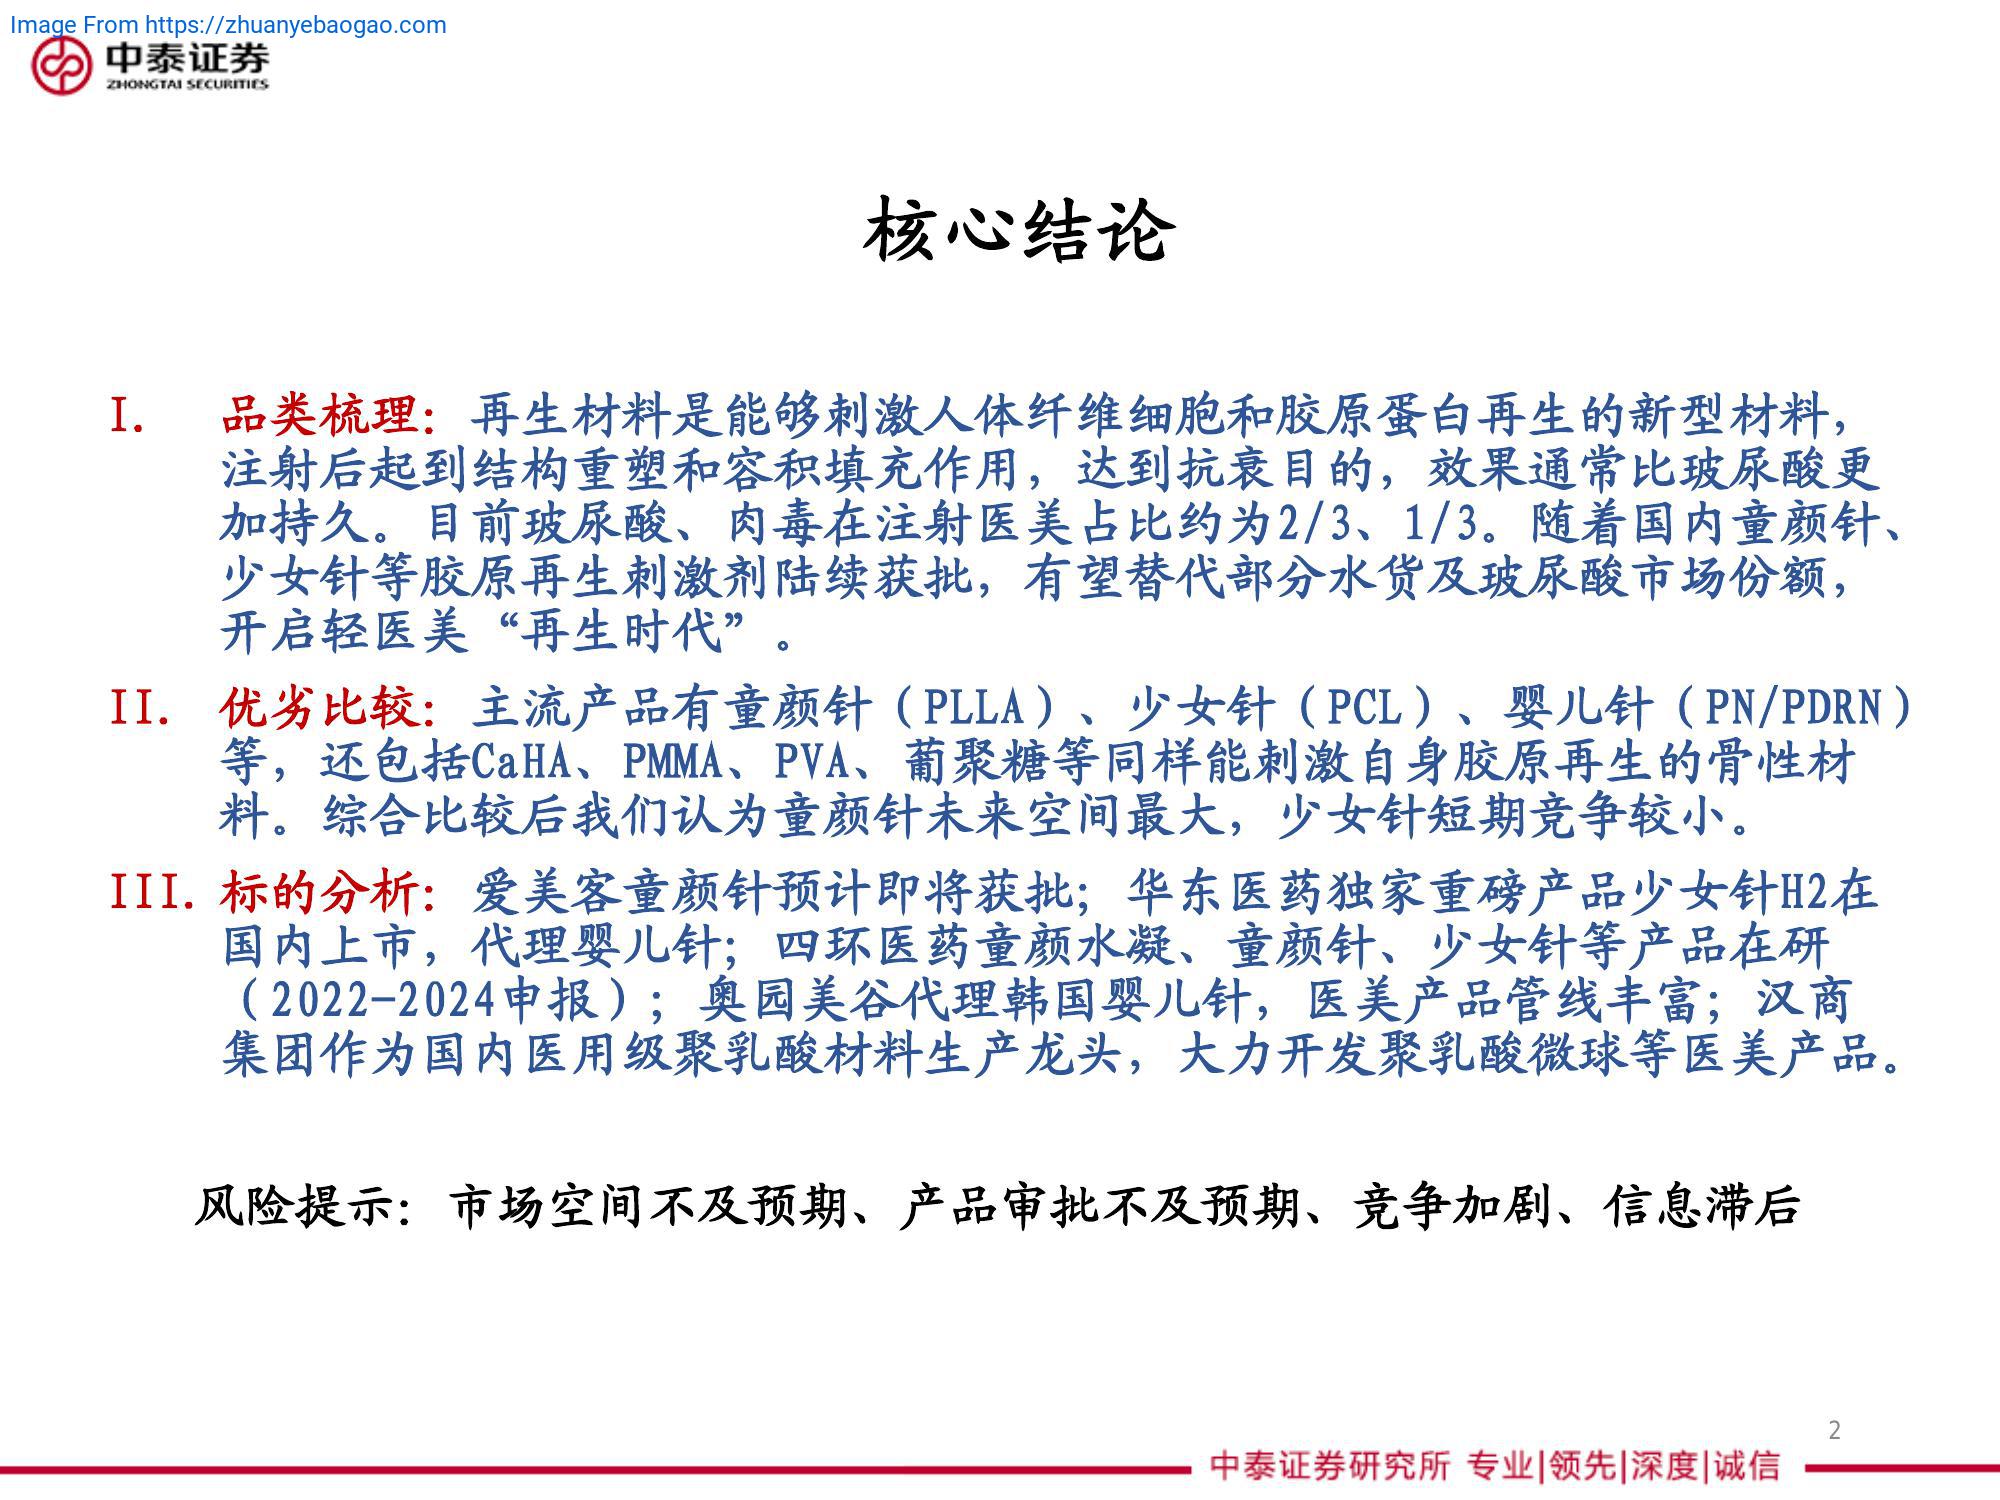 Image From https://zhuanyebaogao.com
中泰证券
ZHONGTAI SECURITIES
核心结论
I. 品类梳理：再生材料是能够刺激人体纤维细胞和胶原蛋白再生的新型材料，
注射后起到结构重塑和容积填充作用，达到抗衰目的，效果通常比玻尿酸更
加持久。目前玻尿酸、肉毒在注射医美占比约为2/3、1/3。随着国内童颜针、
少女针等胶原再生刺激剂陆续获批，有望替代部分水货及玻尿酸市场份额，
开启轻医美“再生时代”。
II. 优劣比较：主流产品有童颜针（PLLA）、少女针（PCL）、婴儿针（PN/PDRN）
等，还包括CaHA、PMMA、PVA、葡聚糖等同样能刺激自身胶原再生的骨性材
料。综合比较后我们认为童颜针未来空间最大，少女针短期竞争较小。
III. 标的分析：爱美客童颜针预计即将获批；华东医药独家重磅产品少女针H2在
国内上市，代理婴儿针；四环医药童颜水凝、童颜针、少女针等产品在研
（2022-2024申报）；奥园美谷代理韩国婴儿针，医美产品管线丰富；汉商
集团作为国内医用级聚乳酸材料生产龙头，大力开发聚乳酸微球等医美产品。
风险提示：市场空间不及预期、产品审批不及预期、竞争加剧、信息滞后
2
中泰证券研究所 专业|领先|深度|诚信